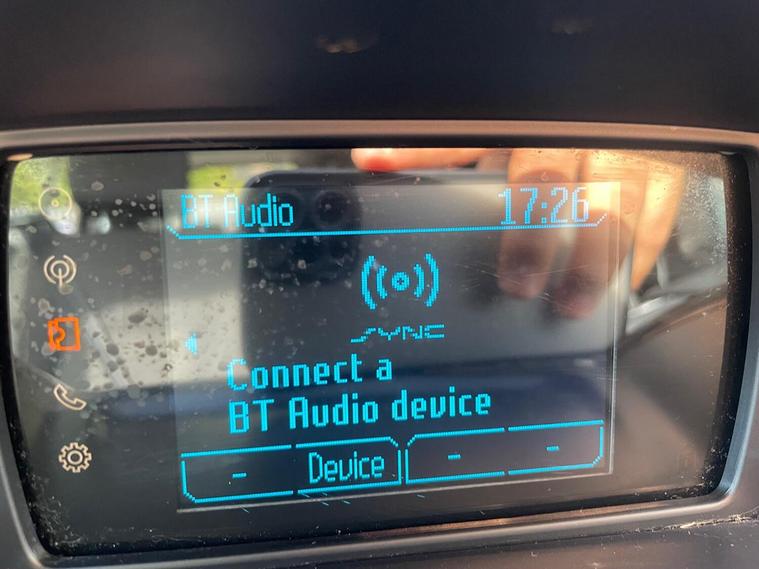 BT Audio 17:26
SYNC
Connect a
BT Audio device
- Device - -